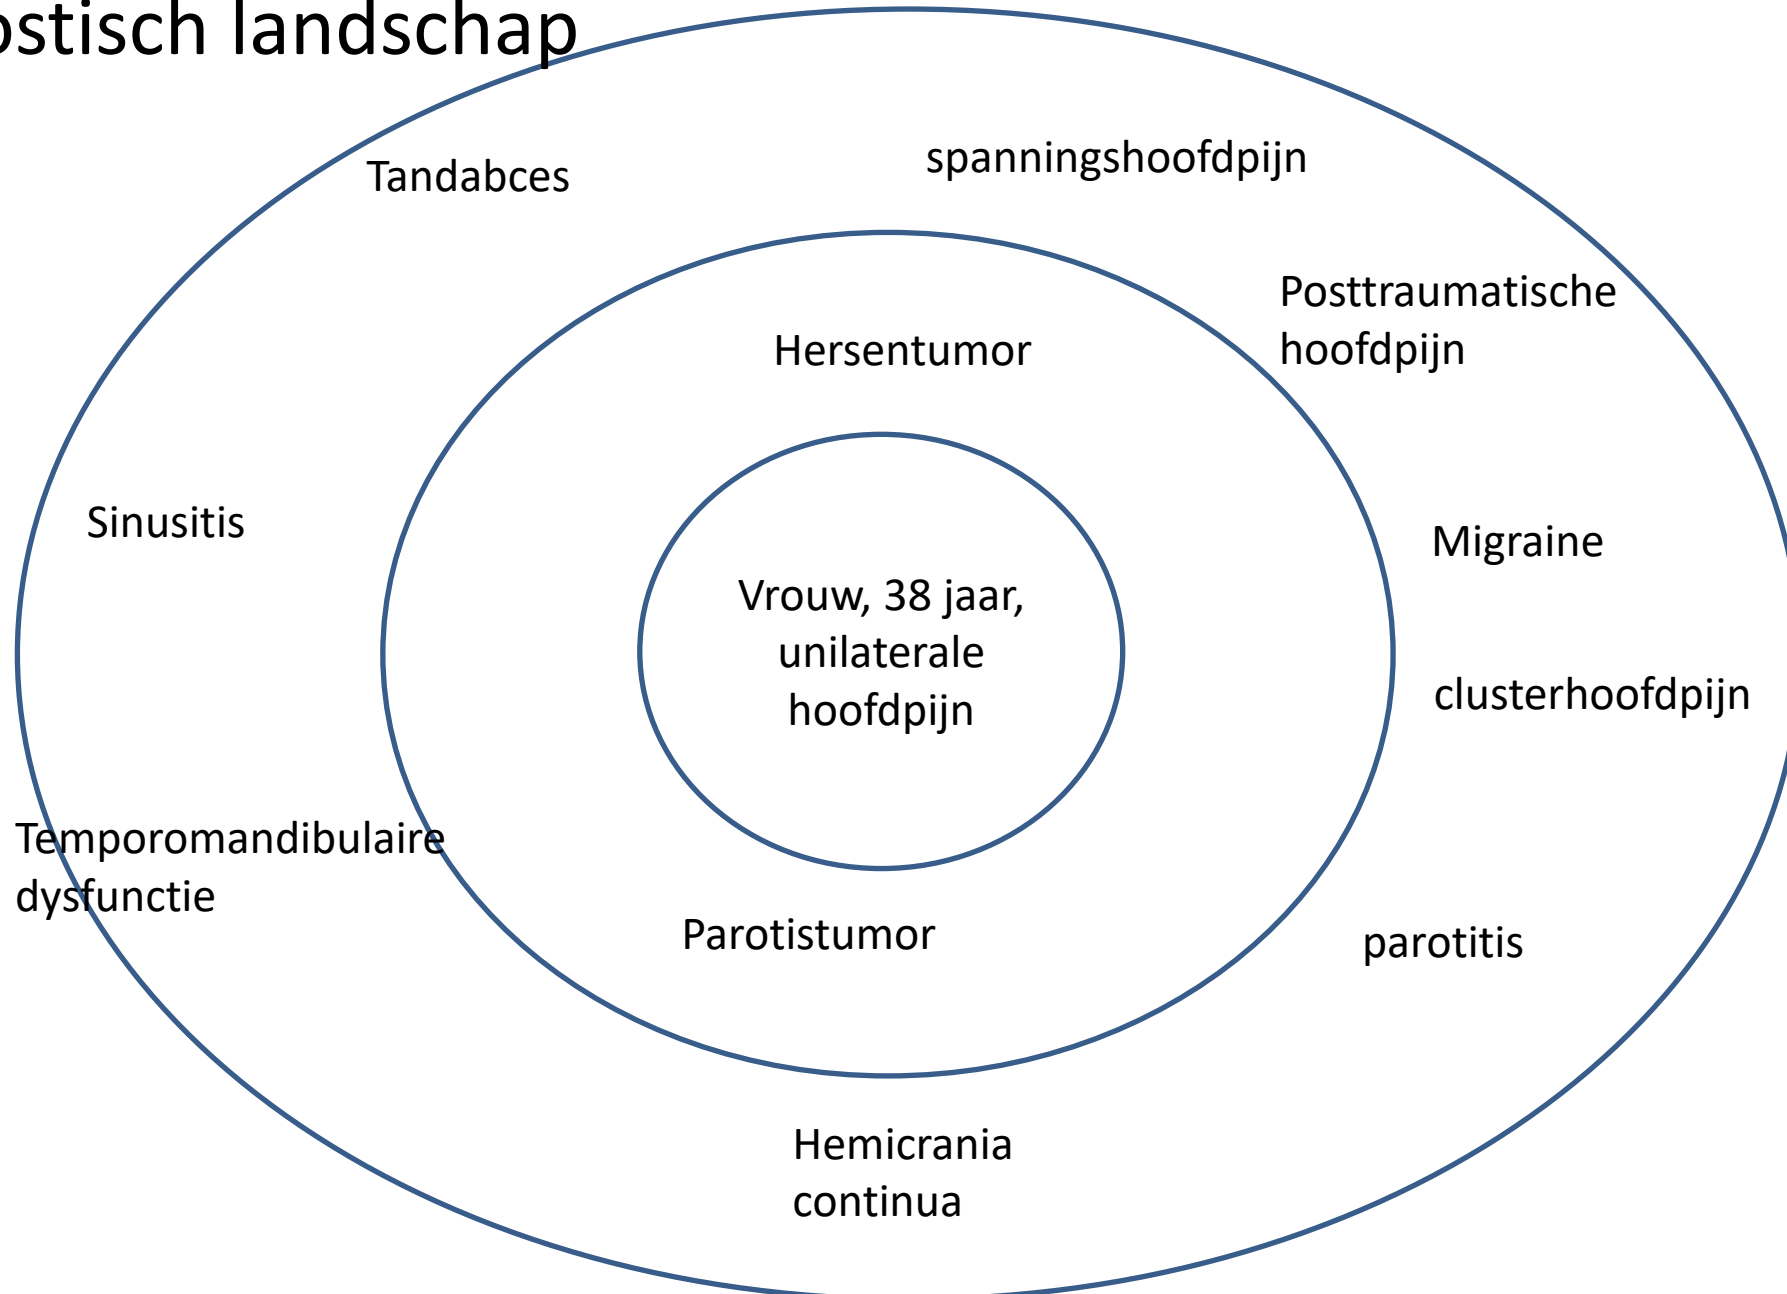 ostisch landschap
Tandabces
spanningshoofdpijn
Posttraumatische
hoofdpijn
Hersentumor
Sinusitis
Migraine
Vrouw, 38 jaar,
unilaterale
hoofdpijn
clusterhoofdpijn
Temporomandibulaire
dysfunctie
Parotistumor
parotitis
Hemicrania
continua